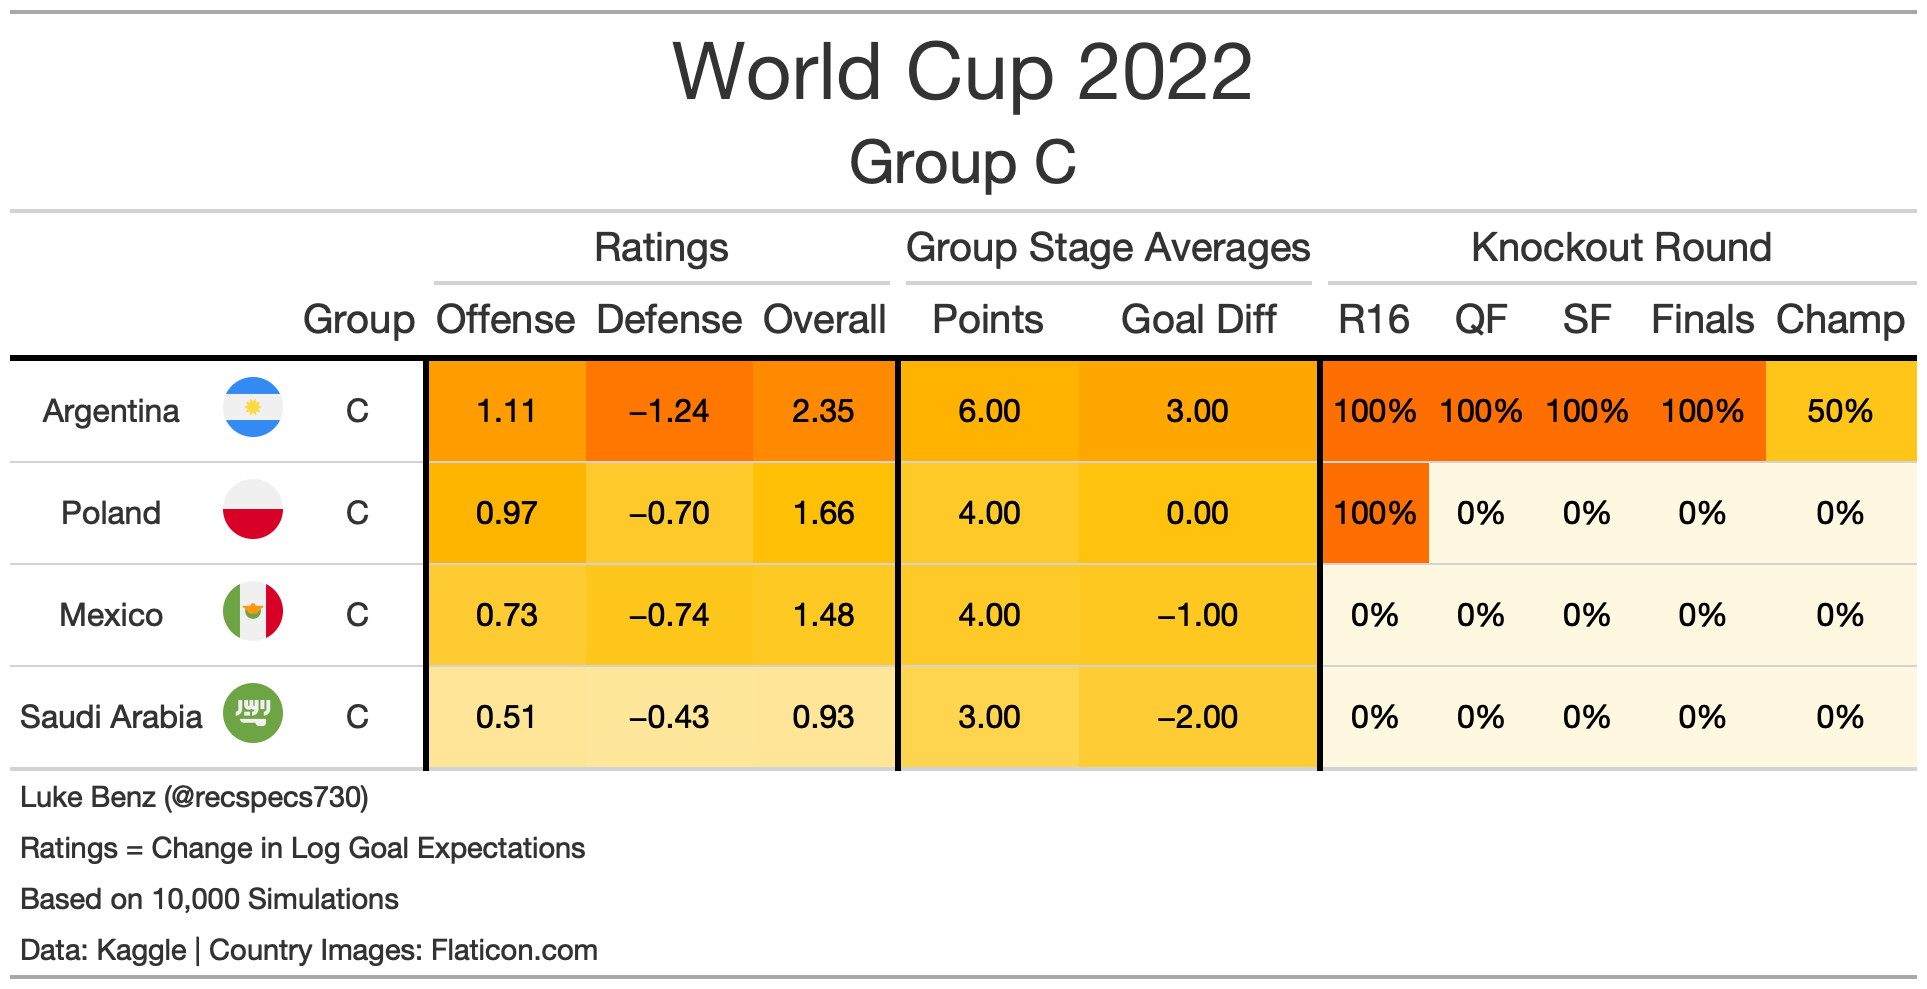 World Cup 2022
Group C
Ratings Group Stage Averages Knockout Round
Group Offense Defense Overall Points Goal Diff R16 QF SF Finals Champ
Argentina C 1.11 −1.24 2.35 6.00 3.00 100% 100% 100% 100% 50%
Poland C 0.97 −0.70 1.66 4.00 0.00 100% 0% 0% 0% 0%
Mexico C 0.73 −0.74 1.48 4.00 −1.00 0% 0% 0% 0% 0%
Saudi Arabia C 0.51 −0.43 0.93 3.00 −2.00 0% 0% 0% 0% 0%
Luke Benz (@recspecs730)
Ratings = Change in Log Goal Expectations
Based on 10,000 Simulations
Data: Kaggle | Country Images: Flaticon.com